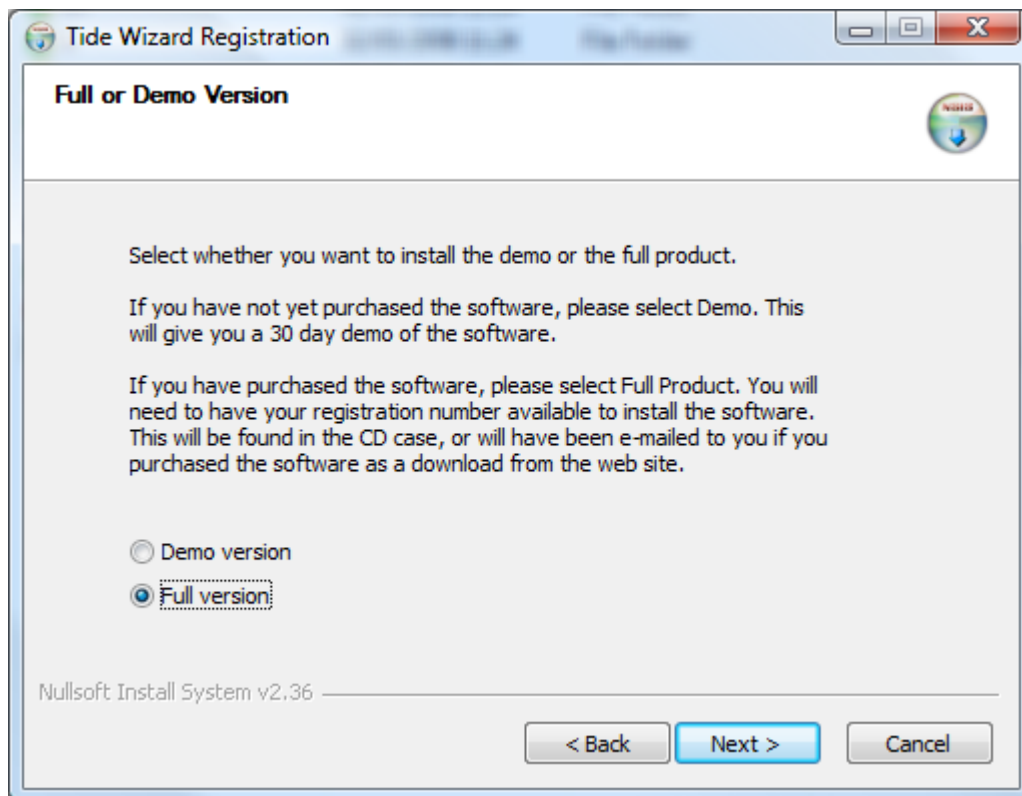 Tide Wizard Registration
Full or Demo Version
Select whether you want to install the demo or the full product.
If you have not yet purchased the software, please select Demo. This
will give you a 30 day demo of the software.
If you have purchased the software, please select Full Product. You will
need to have your registration number available to install the software.
This will be found in the CD case, or will have been e-mailed to you if you
purchased the software as a download from the web site.
Demo version
Full version
Nullsoft Install System v2.36
< Back
Next >
Cancel